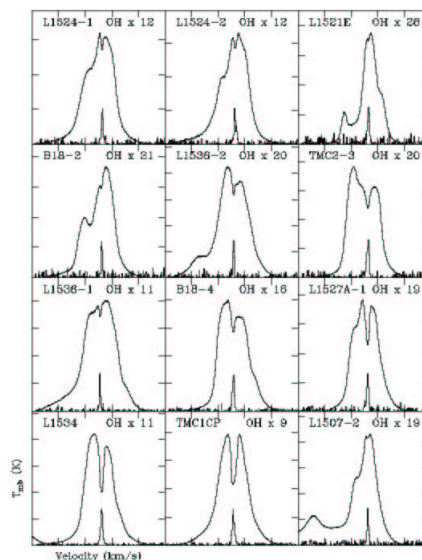 L1524-1 OH x 12
L1524-2 OH x 12
L1521E OH x 26
B18-2 OH x 21
L1536-2 OH x 20
TMC2-3 OH x 20
L1536-1 OH x 11
B18-4 OH x 16
L1527A-1 OH x 19
L1534 OH x 11
TMC1CP OH x 9
L1507-2 OH x 19
T_mb (K)
Velocity (km/s)